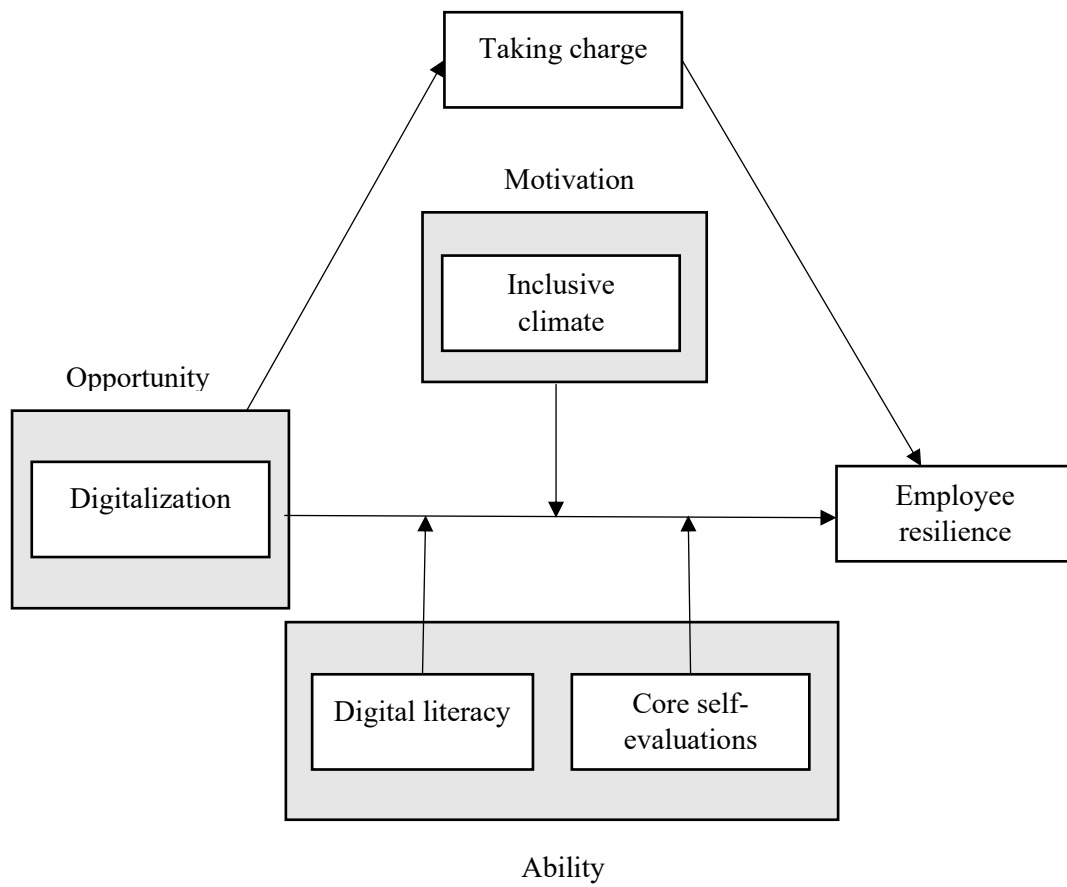 Taking charge
Motivation
Inclusive
climate
Opportunity
Digitalization
Employee
resilience
Digital literacy
Core self-
evaluations
Ability